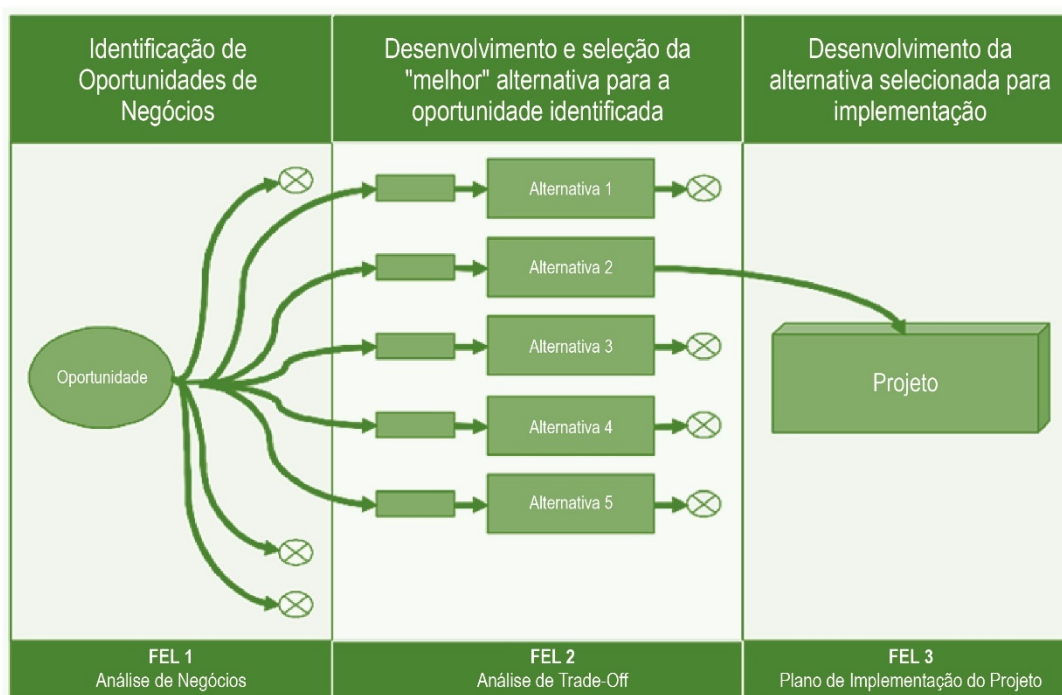 Identificação de
Oportunidades de
Negócios
Desenvolvimento e seleção da
"melhor" alternativa para a
oportunidade identificada
Desenvolvimento da
alternativa selecionada para
implementação
Oportunidade
Alternativa 1
Alternativa 2
Alternativa 3
Alternativa 4
Alternativa 5
Projeto
FEL 1
Análise de Negócios
FEL 2
Análise de Trade-Off
FEL 3
Plano de Implementação do Projeto